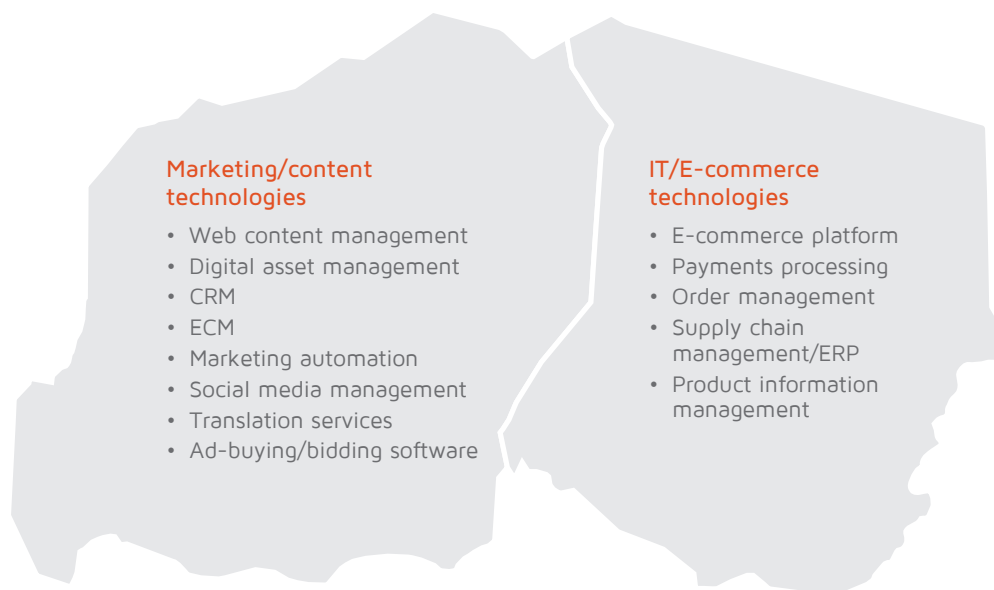 Marketing/content
technologies
• Web content management
• Digital asset management
• CRM
• ECM
• Marketing automation
• Social media management
• Translation services
• Ad-buying/bidding software
IT/E-commerce
technologies
• E-commerce platform
• Payments processing
• Order management
• Supply chain
management/ERP
• Product information
management